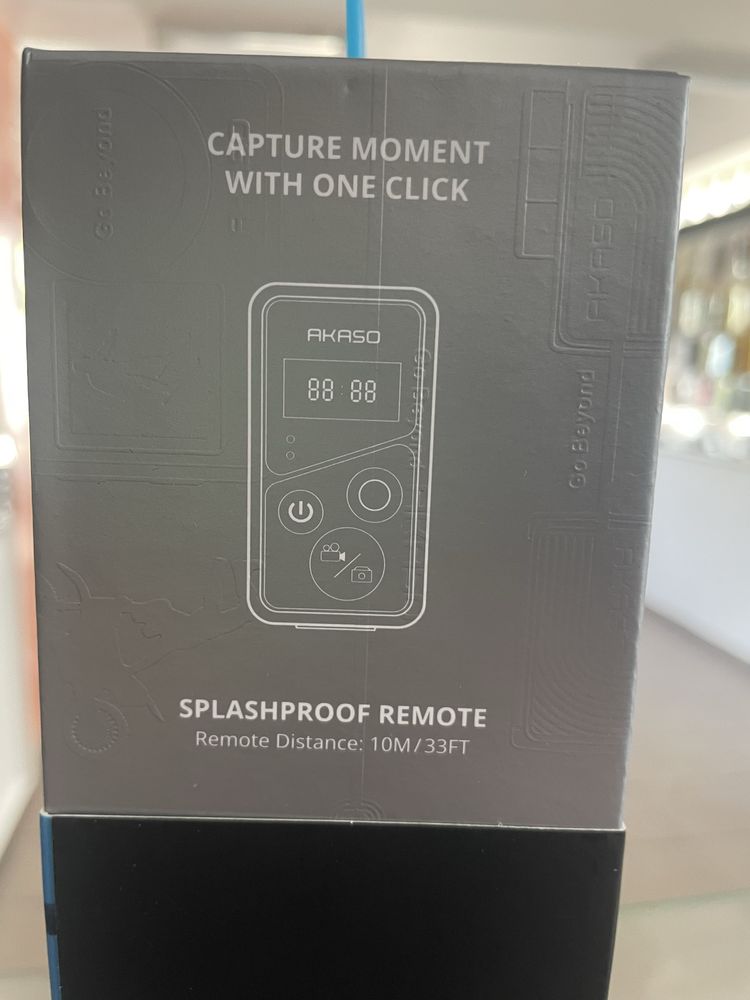 CAPTURE MOMENT
WITH ONE CLICK
Go Beyond
AKASO
AKASO
88:88
Go Beyond
SPLASHPROOF REMOTE
Remote Distance: 10M/33FT